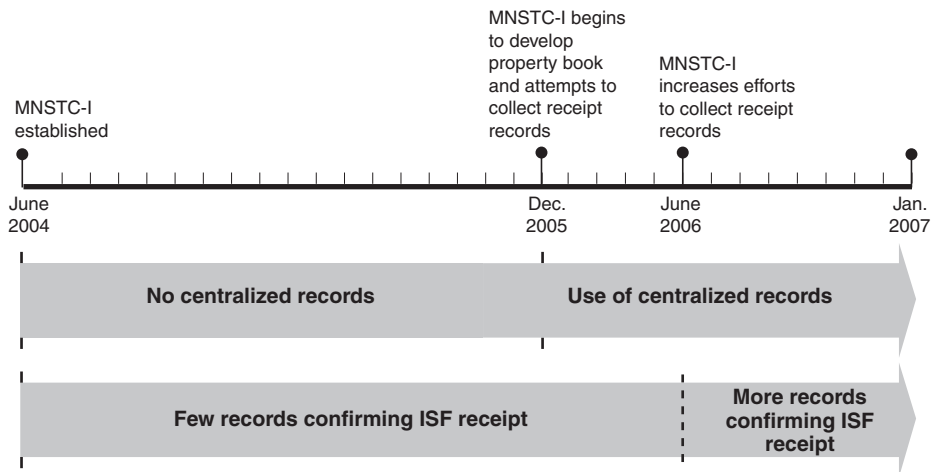 MNSTC-I begins
to develop
property book
and attempts to
collect receipt
records
MNSTC-I
increases efforts
to collect receipt
records
MNSTC-I
established
June
2004
Dec.
2005
June
2006
Jan.
2007
No centralized records
Use of centralized records
Few records confirming ISF receipt
More records
confirming ISF
receipt